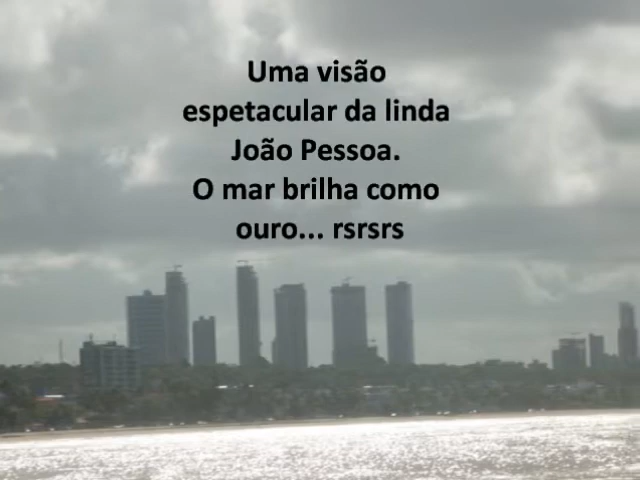 Uma visão
espetacular da linda
João Pessoa.
O mar brilha como
ouro... rsrsrs